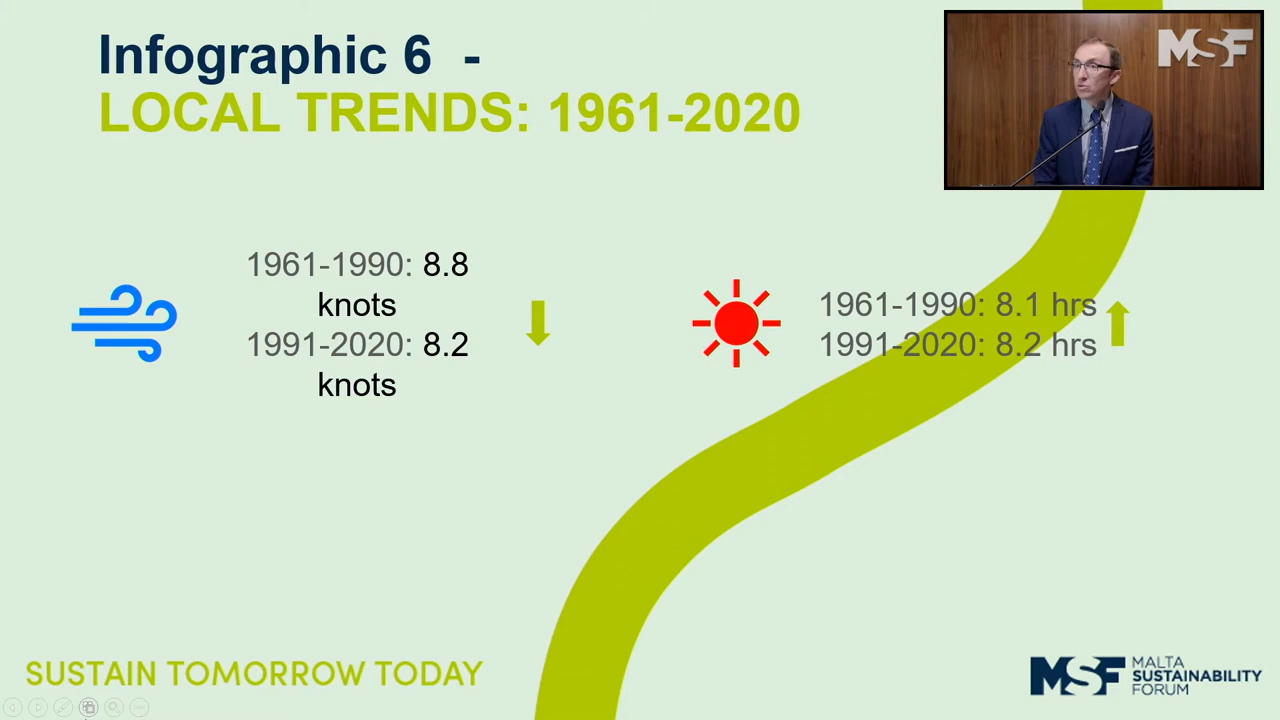 Infographic 6 -
LOCAL TRENDS: 1961-2020
MSF
1961-1990: 8.8
knots
1991-2020: 8.2
knots
1961-1990: 8.1 hrs
1991-2020: 8.2 hrs
SUSTAIN TOMORROW TODAY
MSF
MALTA
SUSTAINABILITY
FORUM